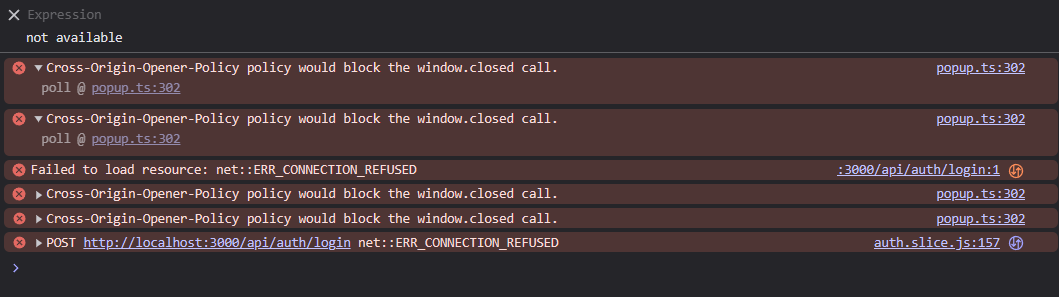 Expression
not available
Cross-Origin-Opener-Policy policy would block the window.closed call. popup.ts:302
poll @ popup.ts:302
Cross-Origin-Opener-Policy policy would block the window.closed call. popup.ts:302
poll @ popup.ts:302
Failed to load resource: net::ERR_CONNECTION_REFUSED :3000/api/auth/login:1
Cross-Origin-Opener-Policy policy would block the window.closed call. popup.ts:302
Cross-Origin-Opener-Policy policy would block the window.closed call. popup.ts:302
POST http://localhost:3000/api/auth/login net::ERR_CONNECTION_REFUSED auth.slice.js:157